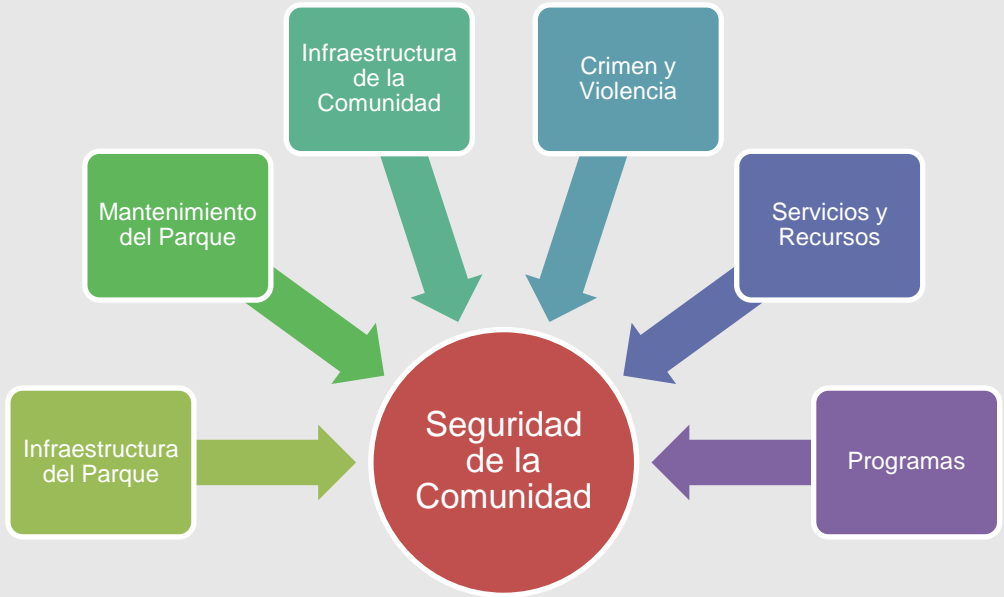 Infraestructura
de la
Comunidad
Crimen y
Violencia
Mantenimiento
del Parque
Servicios y
Recursos
Infraestructura
del Parque
Seguridad
de la
Comunidad
Programas